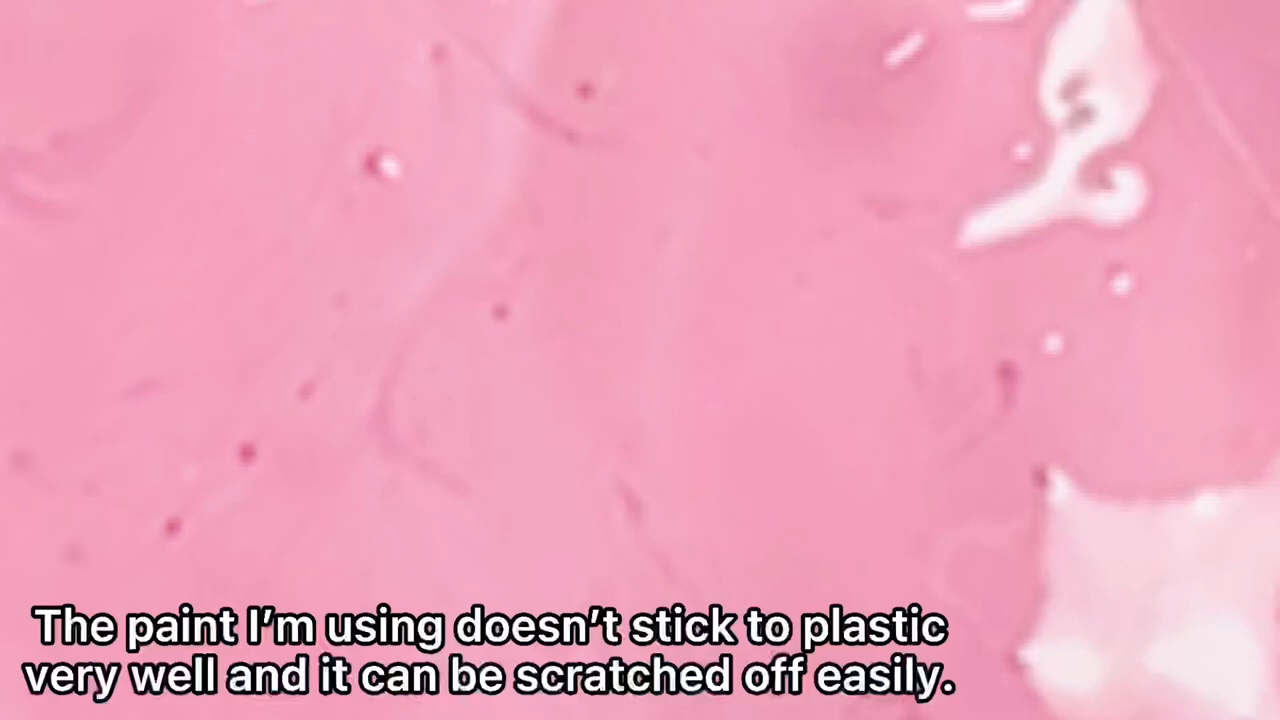 The paint I’m using doesn’t stick to plastic
very well and it can be scratched off easily.